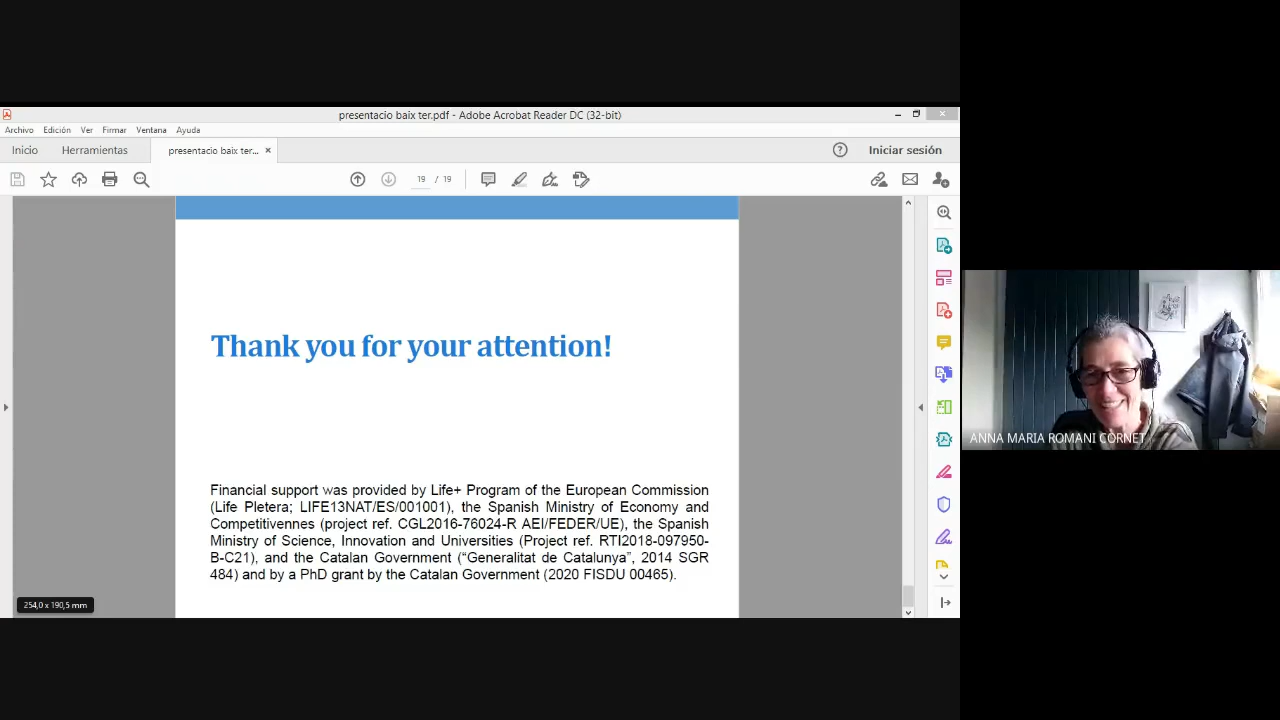 presentacio baix ter.pdf - Adobe Acrobat Reader DC (32-bit)
Archivo Edición Ver Firmar Ventana Ayuda
Inicio Herramientas presentacio baix ter... × Iniciar sesión
19 / 19
Thank you for your attention!
Financial support was provided by Life+ Program of the European Commission
(Life Pletera; LIFE13NAT/ES/001001), the Spanish Ministry of Economy and
Competitivennes (project ref. CGL2016-76024-R AEI/FEDER/UE), the Spanish
Ministry of Science, Innovation and Universities (Project ref. RTI2018-097950-
B-C21), and the Catalan Government (“Generalitat de Catalunya”, 2014 SGR
484) and by a PhD grant by the Catalan Government (2020 FISDU 00465).
254,0 x 190,5 mm
ANNA MARIA ROMANI CORNET